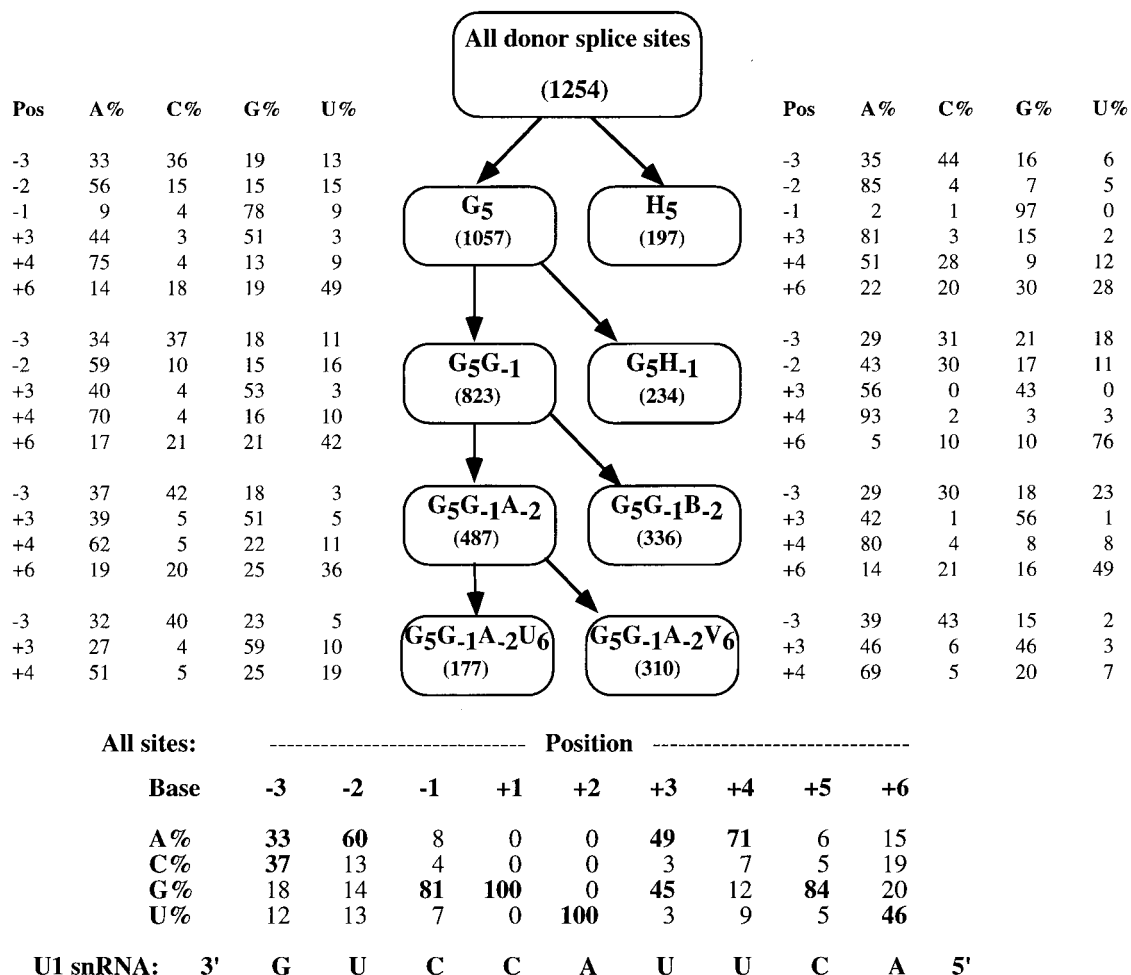 All donor splice sites
(1254)
Pos A% C% G% U%
-3 33 36 19 13
-2 56 15 15 15
-1 9 4 78 9
+3 44 3 51 3
+4 75 4 13 9
+6 14 18 19 49
G5
(1057)
H5
(197)
Pos A% C% G% U%
-3 35 44 16 6
-2 85 4 7 5
-1 2 1 97 0
+3 81 3 15 2
+4 51 28 9 12
+6 22 20 30 28
-3 34 37 18 11
-2 59 10 15 16
+3 40 4 53 3
+4 70 4 16 10
+6 17 21 21 42
G5G-1
(823)
G5H-1
(234)
-3 29 31 21 18
-2 43 30 17 11
+3 56 0 43 0
+4 93 2 3 3
+6 5 10 10 76
-3 37 42 18 3
+3 39 5 51 5
+4 62 5 22 11
+6 19 20 25 36
G5G-1A-2
(487)
G5G-1B-2
(336)
-3 29 30 18 23
+3 42 1 56 1
+4 80 4 8 8
+6 14 21 16 49
-3 32 40 23 5
+3 27 4 59 10
+4 51 5 25 19
G5G-1A-2U6
(177)
G5G-1A-2V6
(310)
-3 39 43 15 2
+3 46 6 46 3
+4 69 5 20 7
All sites: ---------------------------- Position ----------------------------
Base -3 -2 -1 +1 +2 +3 +4 +5 +6
A% 33 60 8 0 0 49 71 6 15
C% 37 13 4 0 0 3 7 5 19
G% 18 14 81 100 0 45 12 84 20
U% 12 13 7 0 100 3 9 5 46
U1 snRNA: 3' G U C C A U U C A 5'